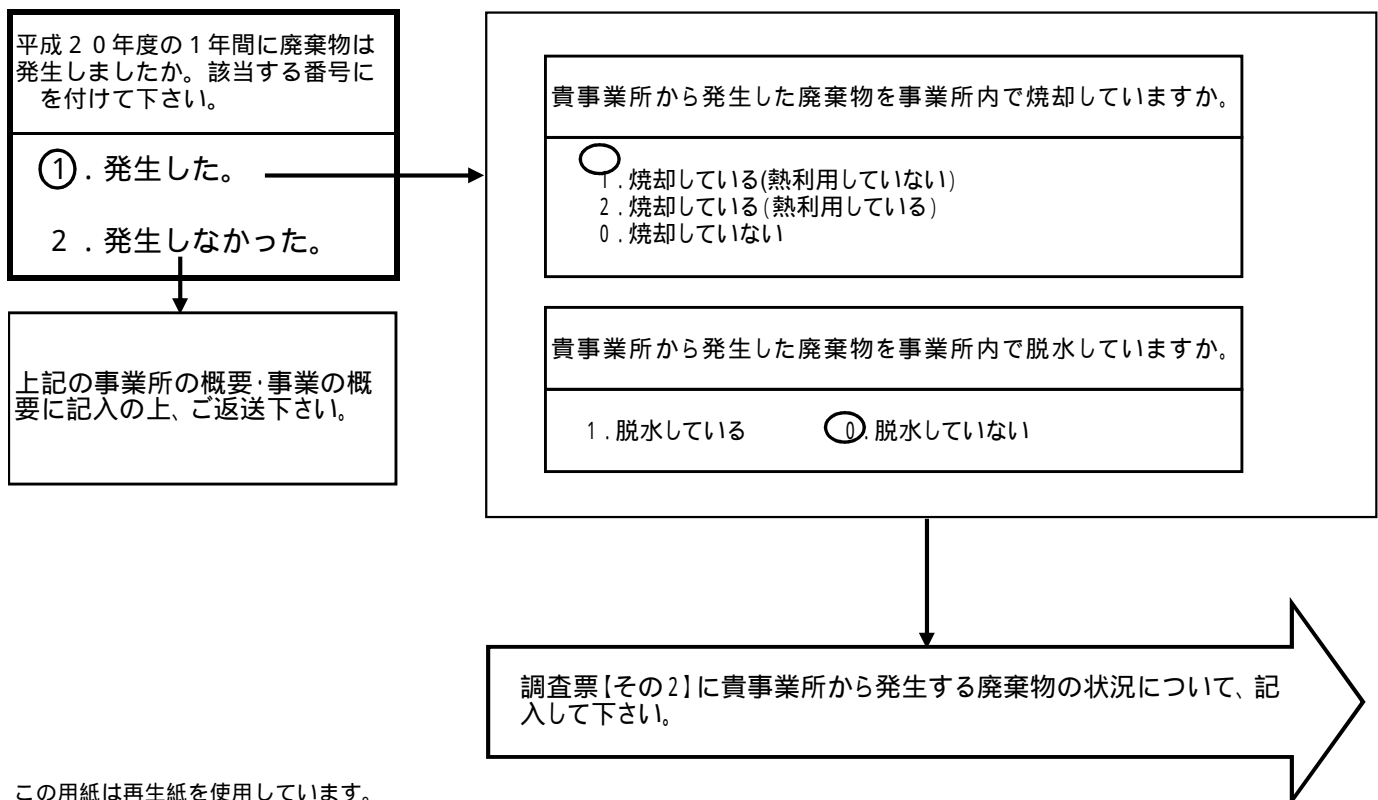 平成２０年度の１年間に廃棄物は
発生しましたか。該当する番号に
を付けて下さい。
１．発生した。
２．発生しなかった。
上記の事業所の概要･事業の概
要に記入の上、ご返送下さい。
貴事業所から発生した廃棄物を事業所内で焼却していますか。
1．焼却している(熱利用していない)
2．焼却している(熱利用している)
0．焼却していない
貴事業所から発生した廃棄物を事業所内で脱水していますか。
1．脱水している　0．脱水していない
調査票【その2】に貴事業所から発生する廃棄物の状況について、記
入して下さい。
この用紙は再生紙を使用しています。